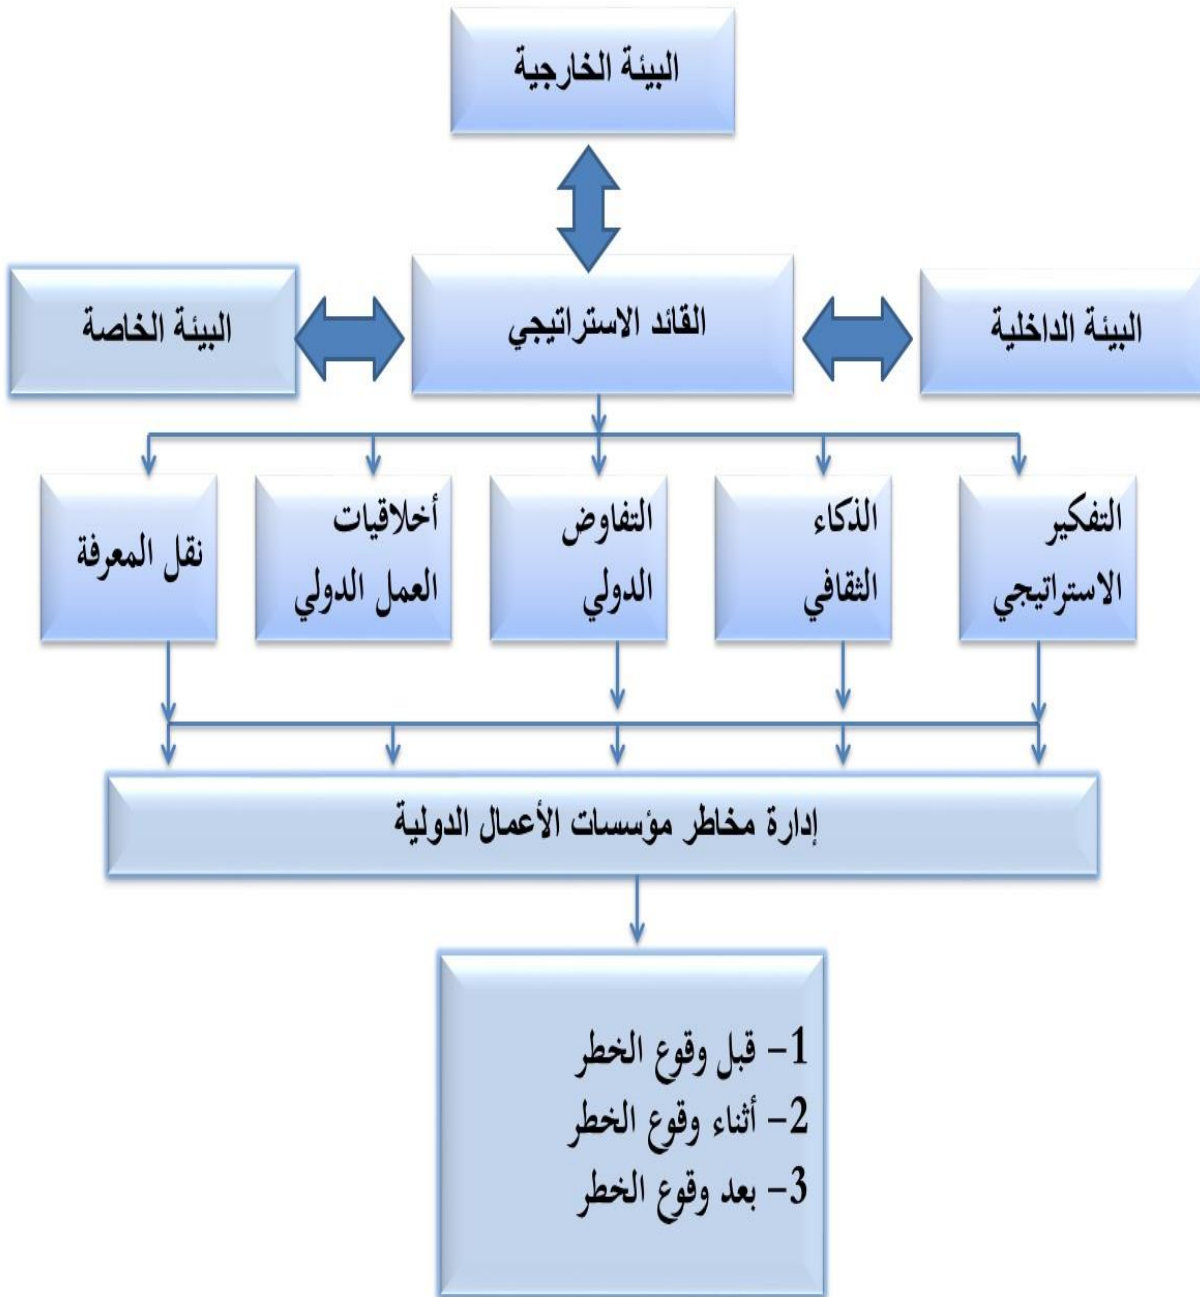 البيئة الخارجية
البيئة الداخلية
القائد الاستراتيجي
البيئة الخاصة
التفكير
الاستراتيجي
الذكاء
الثقافي
التفاوض
الدولي
أخلاقيات
العمل الدولي
نقل المعرفة
إدارة مخاطر مؤسسات الأعمال الدولية
1- قبل وقوع الخطر
2- أثناء وقوع الخطر
3- بعد وقوع الخطر